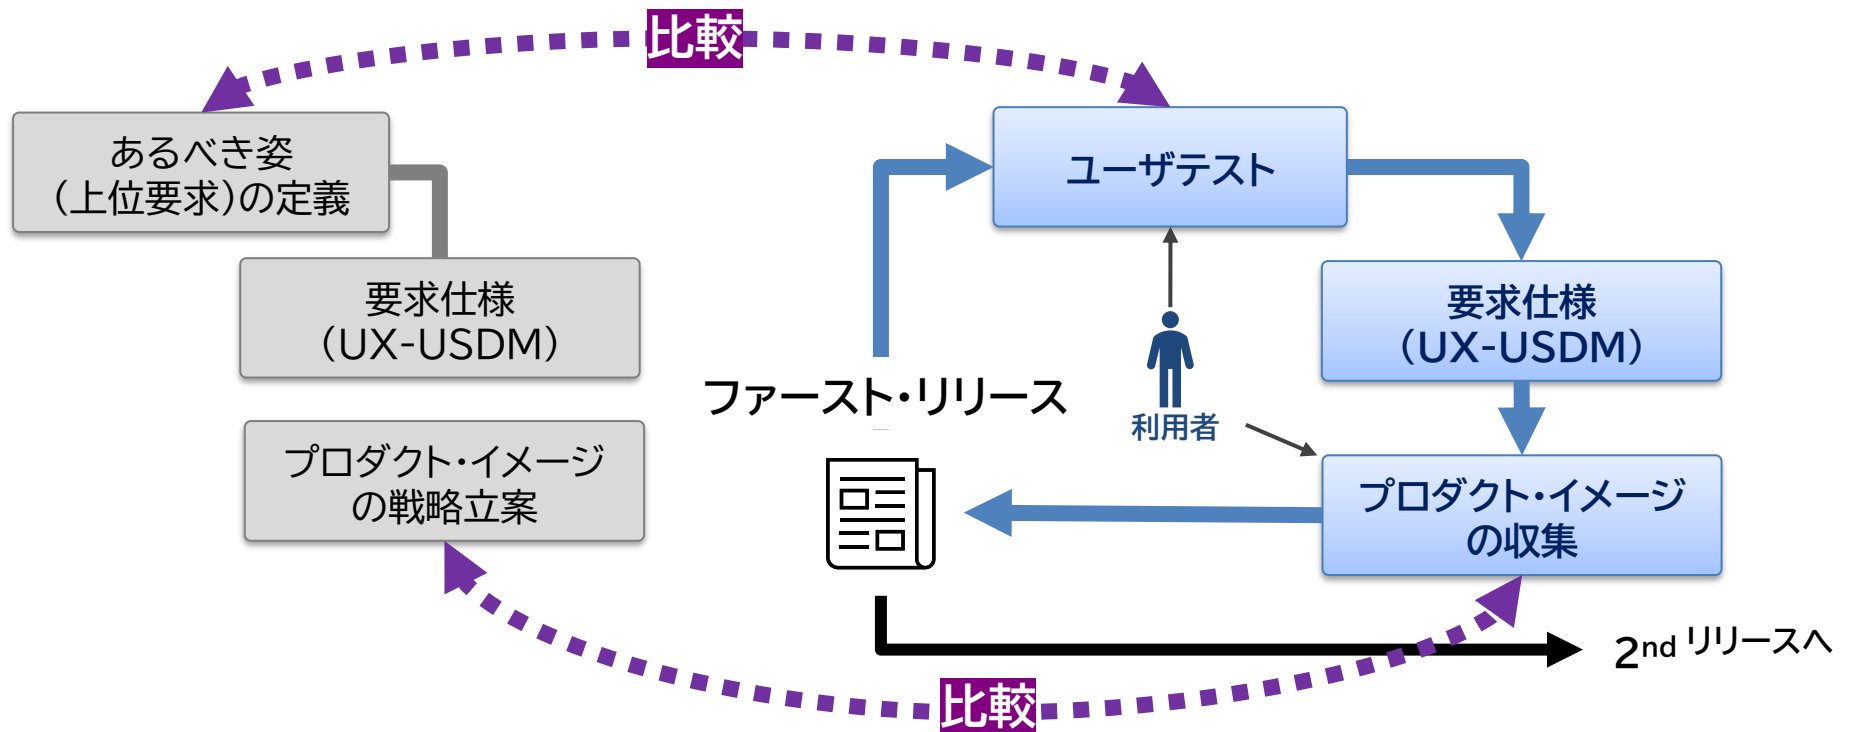 比較
あるべき姿
（上位要求）の定義
ユーザテスト
要求仕様
（UX-USDM）
要求仕様
（UX-USDM）
ファースト・リリース
利用者
プロダクト・イメージ
の戦略立案
プロダクト・イメージ
の収集
2nd リリースへ
比較